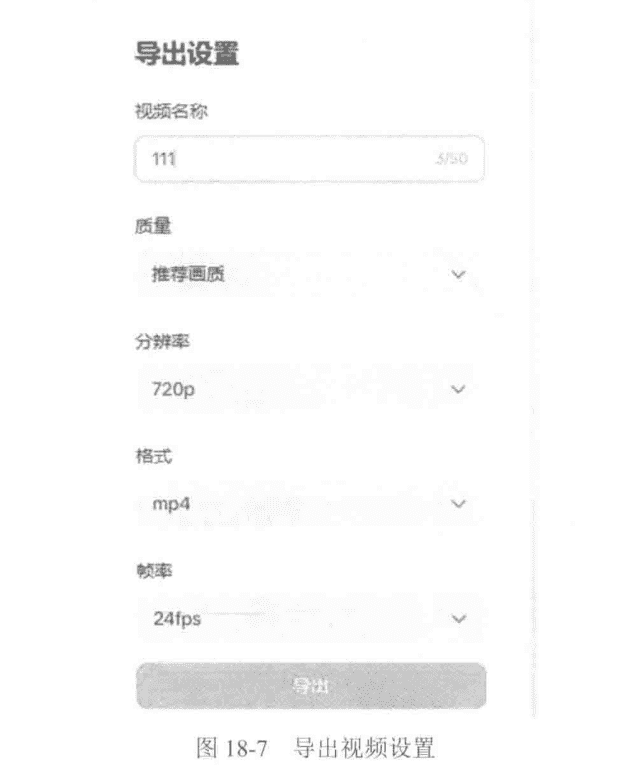 导出设置
视频名称
111 3/50
质量
推荐画质
分辨率
720p
格式
mp4
帧率
24fps
导出
图 18-7 导出视频设置